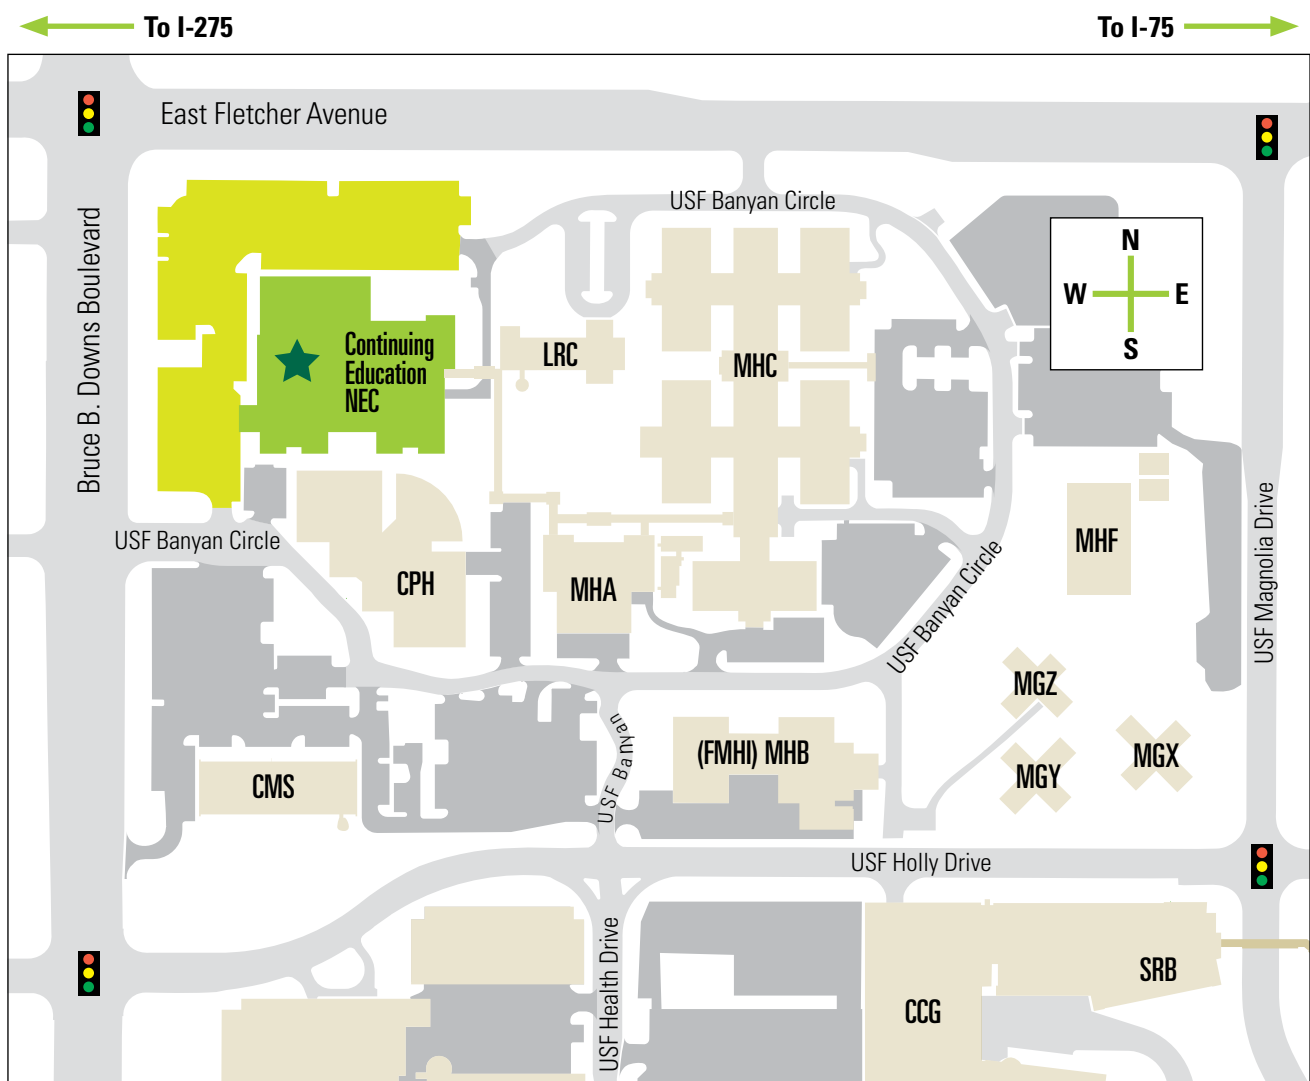 To I-275
To I-75
East Fletcher Avenue
USF Banyan Circle
Bruce B. Downs Boulevard
N
W E
S
Continuing
Education
NEC
LRC
MHC
USF Banyan Circle
CPH
MHA
MHF
USF Banyan Circle
USF Magnolia Drive
MGZ
(FMHI) MHB
MGX
MGY
CMS
USF Banyan
USF Holly Drive
USF Health Drive
SRB
CCG